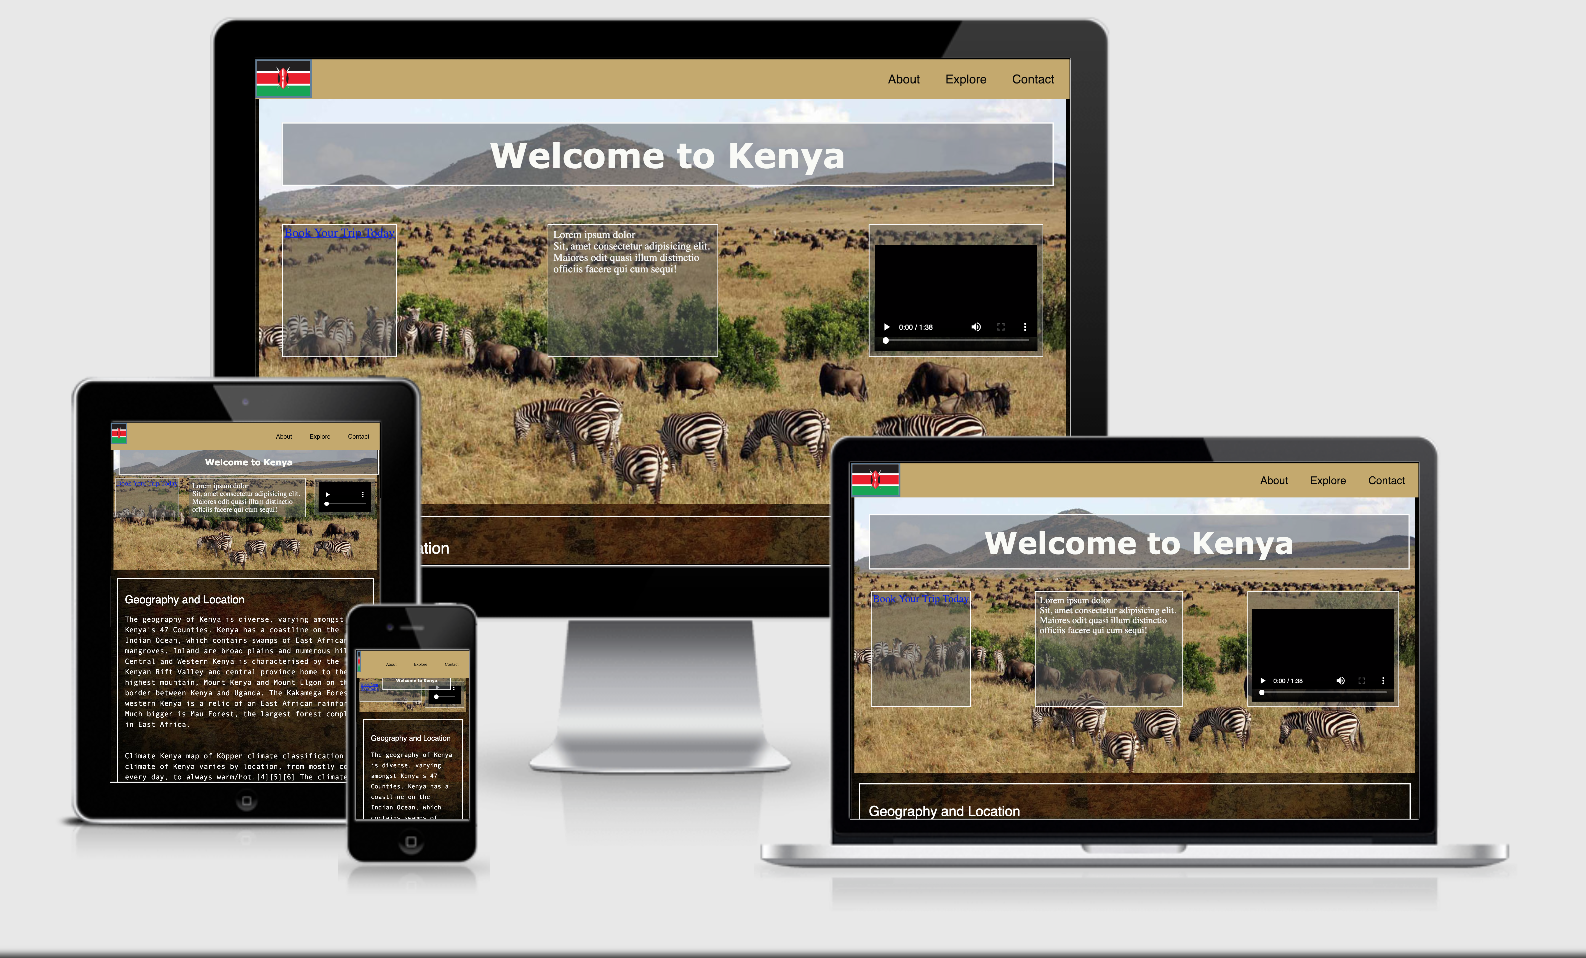 About Explore Contact
Welcome to Kenya
Book Your Trip Today
Lorem ipsum dolor
Sit, amet consectetur adipisicing elit.
Maiores odit quasi illum distinctio
officiis facere qui cum sequi!
0:00 / 1:38
ation
About Explore Contact
Welcome to Kenya
Lorem ipsum dolor
Sit, amet consectetur adipisicing elit.
Maiores odit quasi illum distinctio
officiis facere qui cum sequi!
Geography and Location
The geography of Kenya is diverse, varying amongst
Kenya's 47 Counties. Kenya has a coastline on the
Indian Ocean, which contains swamps of East African
mangroves. Inland are broad plains and numerous hil
Central and Western Kenya is characterised by the
Kenyan Rift Valley and central province home to the
highest mountain, Mount Kenya and Mount Elgon on th
border between Kenya and Uganda. The Kakamega Fores
western Kenya is a relic of an East African rainfor
Much bigger is Mau Forest, the largest forest compl
in East Africa.
Climate Kenya map of Köpper climate classification
climate of Kenya varies by location, from mostly co
every day, to always warm/hot.[4][5][6] The climate
About Explore Contact
Welcome to Kenya
Geography and Location
The geography of Kenya
is diverse, varying
amongst Kenya's 47
Counties. Kenya has a
coastline on the
Indian Ocean, which
contains swamps of
About Explore Contact
Welcome to Kenya
Book Your Trip Today
Lorem ipsum dolor
Sit, amet consectetur adipisicing elit.
Maiores odit quasi illum distinctio
officiis facere qui cum sequi!
0:00 / 1:38
Geography and Location